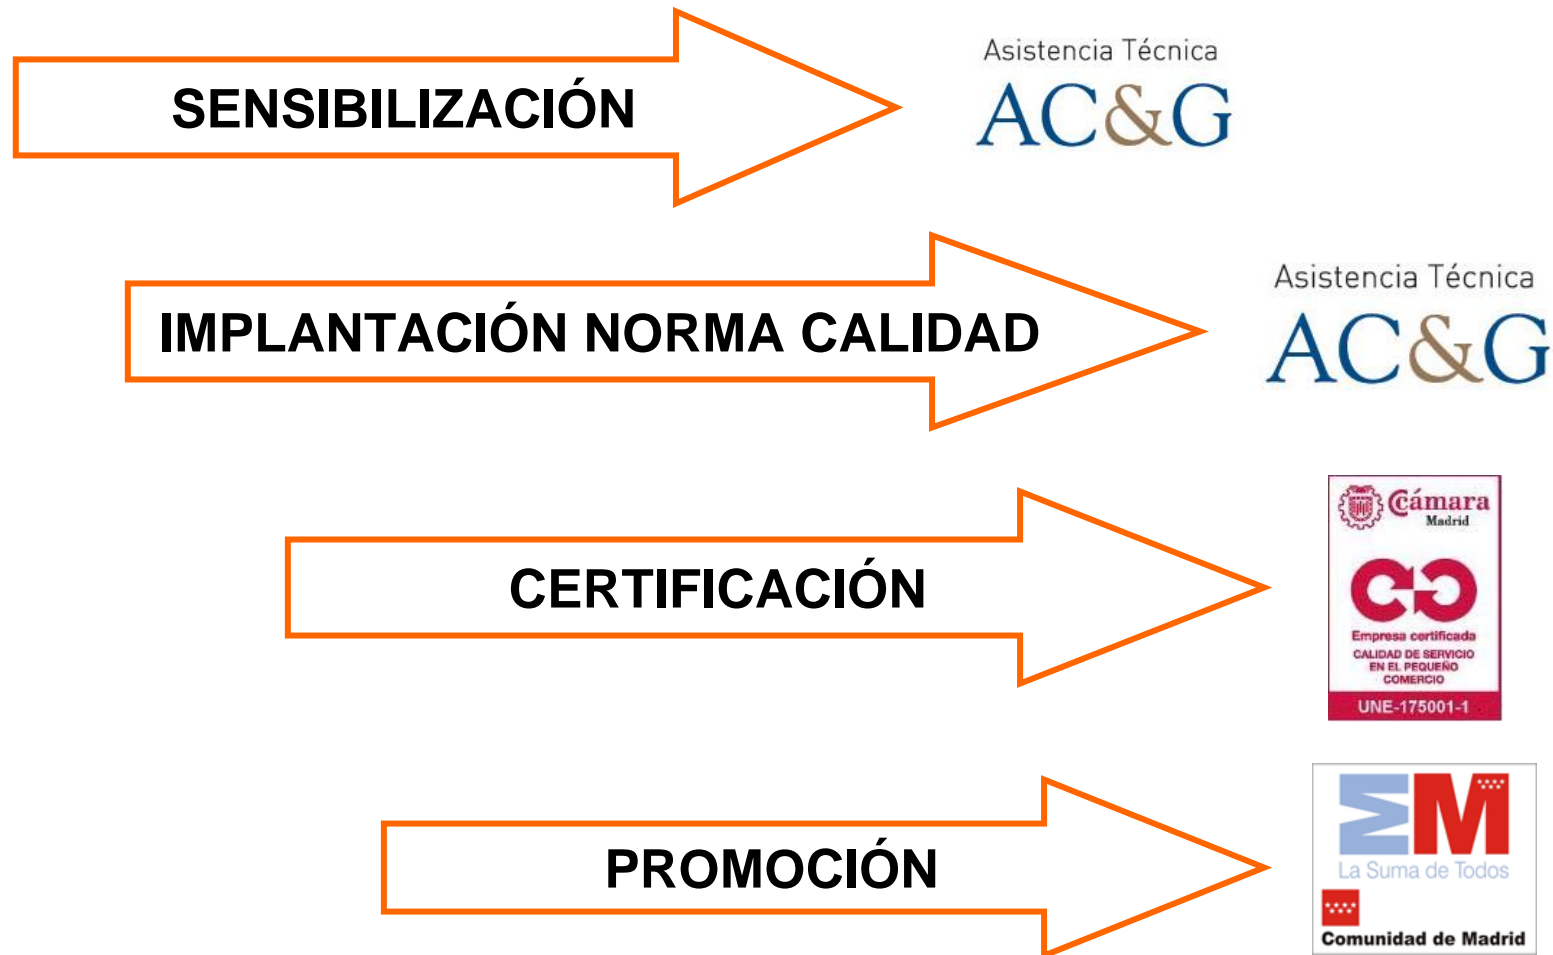 SENSIBILIZACIÓN
Asistencia Técnica
AC&G
IMPLANTACIÓN NORMA CALIDAD
Asistencia Técnica
AC&G
CERTIFICACIÓN
Cámara
Madrid
Empresa certificada
CALIDAD DE SERVICIO
EN EL PEQUEÑO
COMERCIO
UNE-175001-1
PROMOCIÓN
La Suma de Todos
Comunidad de Madrid